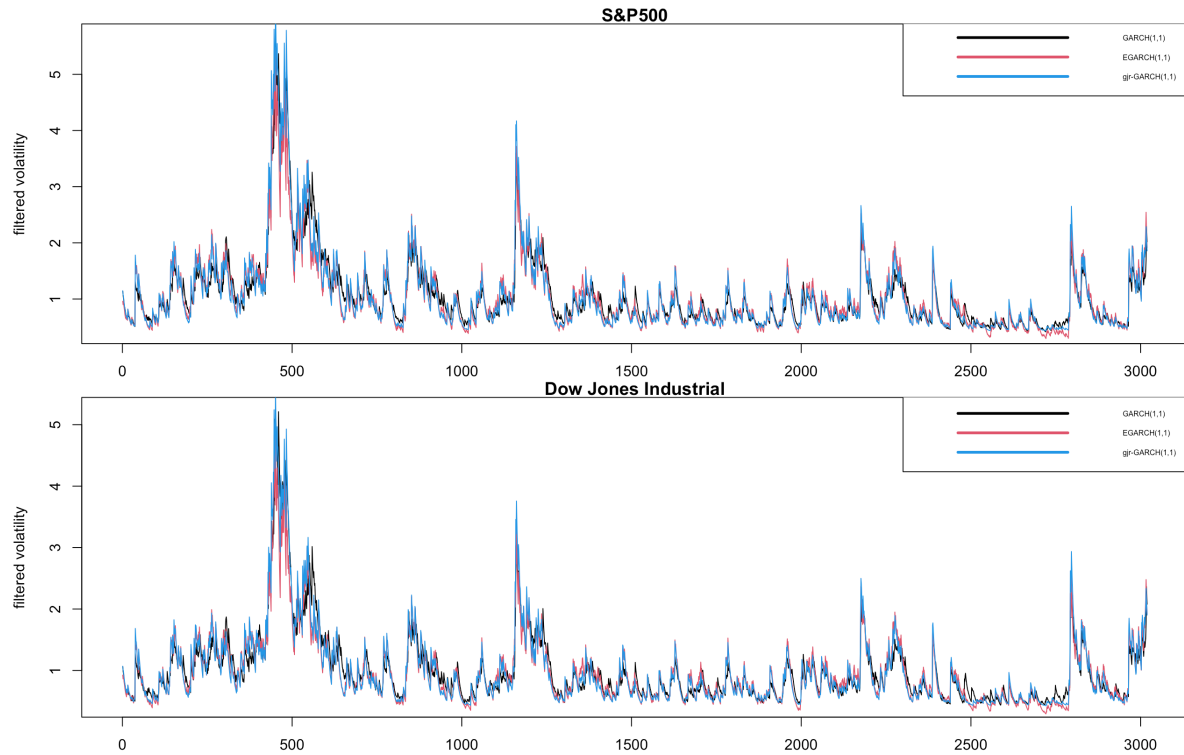 S&P500
filtered volatility
5
4
3
2
1
GARCH(1,1)
EGARCH(1,1)
gjr-GARCH(1,1)
0 500 1000 1500 2000 2500 3000
Dow Jones Industrial
filtered volatility
5
4
3
2
1
GARCH(1,1)
EGARCH(1,1)
gjr-GARCH(1,1)
0 500 1000 1500 2000 2500 3000